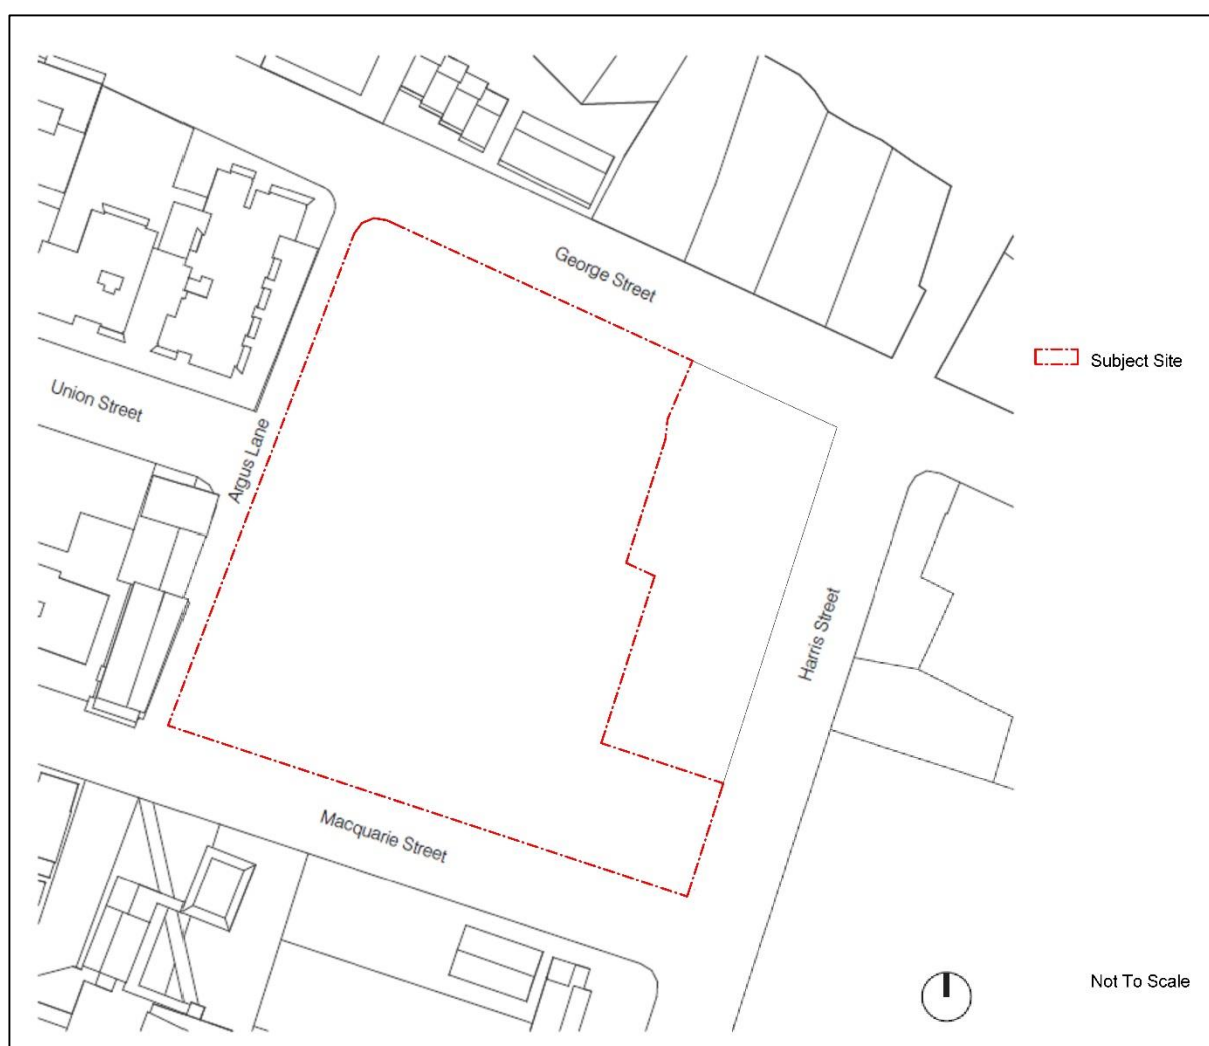 George Street
Subject Site
Union Street
Argus Lane
Harris Street
Macquarie Street
Not To Scale